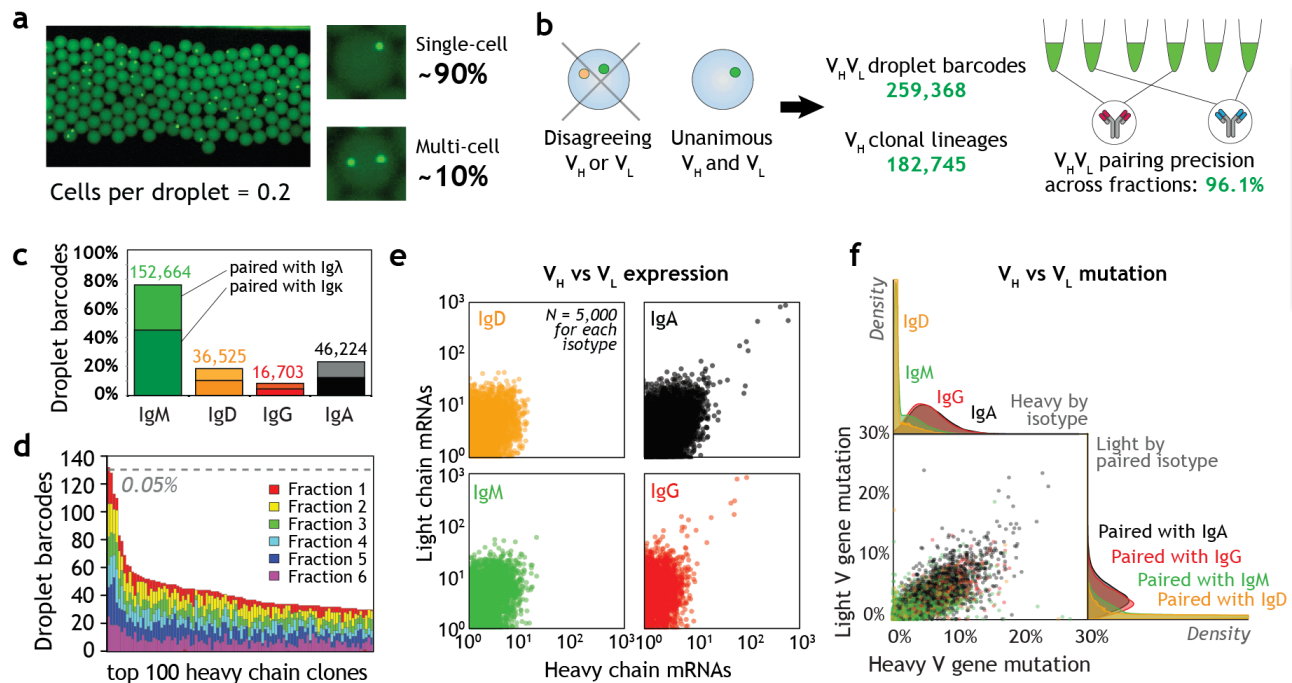 a
Single-cell
~90%
Multi-cell
~10%
Cells per droplet = 0.2
b
Disagreeing
VH or VL
Unanimous
VH and VL
VHVL droplet barcodes
259,368
VH clonal lineages
182,745
VHVL pairing precision
across fractions: 96.1%
c
Droplet barcodes
100%
80%
60%
40%
20%
0%
152,664
36,525
16,703
46,224
paired with Igλ
paired with Igκ
IgM
IgD
IgG
IgA
d
Droplet barcodes
140
120
100
80
60
40
20
0
0.05%
Fraction 1
Fraction 2
Fraction 3
Fraction 4
Fraction 5
Fraction 6
top 100 heavy chain clones
e
VH vs VL expression
Light chain mRNAs
10³
10²
10¹
10⁰
IgD
N = 5,000
for each
isotype
IgA
10³
10²
10¹
10⁰
IgM
IgG
10⁰
10¹
10²
10³
10⁰
10¹
10²
10³
Heavy chain mRNAs
f
VH vs VL mutation
Density
IgD
IgM
IgG
IgA
Heavy by
isotype
Light by
paired isotype
Light V gene mutation
30%
20%
10%
0%
Paired with IgA
Paired with IgG
Paired with IgM
Paired with IgD
0%
10%
20%
30%
Density
Heavy V gene mutation